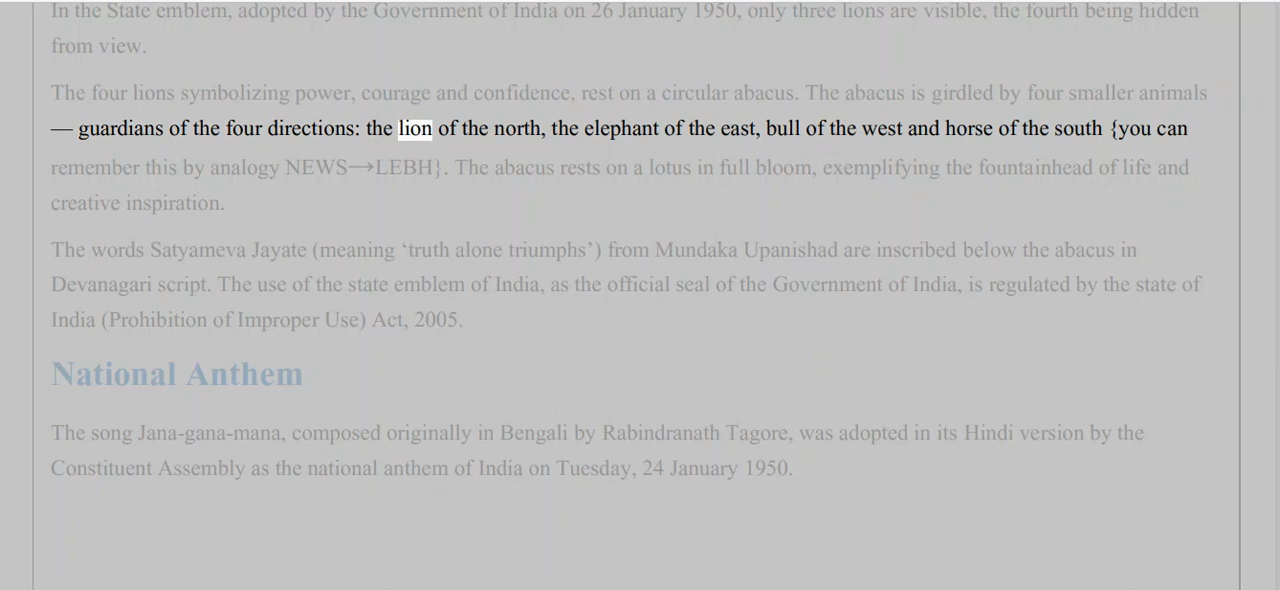 In the State emblem, adopted by the Government of India on 26 January 1950, only three lions are visible, the fourth being hidden
from view.
The four lions symbolizing power, courage and confidence, rest on a circular abacus. The abacus is girdled by four smaller animals
— guardians of the four directions: the lion of the north, the elephant of the east, bull of the west and horse of the south {you can
remember this by analogy NEWS→LEBH}. The abacus rests on a lotus in full bloom, exemplifying the fountainhead of life and
creative inspiration.
The words Satyameva Jayate (meaning ‘truth alone triumphs’) from Mundaka Upanishad are inscribed below the abacus in
Devanagari script. The use of the state emblem of India, as the official seal of the Government of India, is regulated by the state of
India (Prohibition of Improper Use) Act, 2005.
National Anthem
The song Jana-gana-mana, composed originally in Bengali by Rabindranath Tagore, was adopted in its Hindi version by the
Constituent Assembly as the national anthem of India on Tuesday, 24 January 1950.